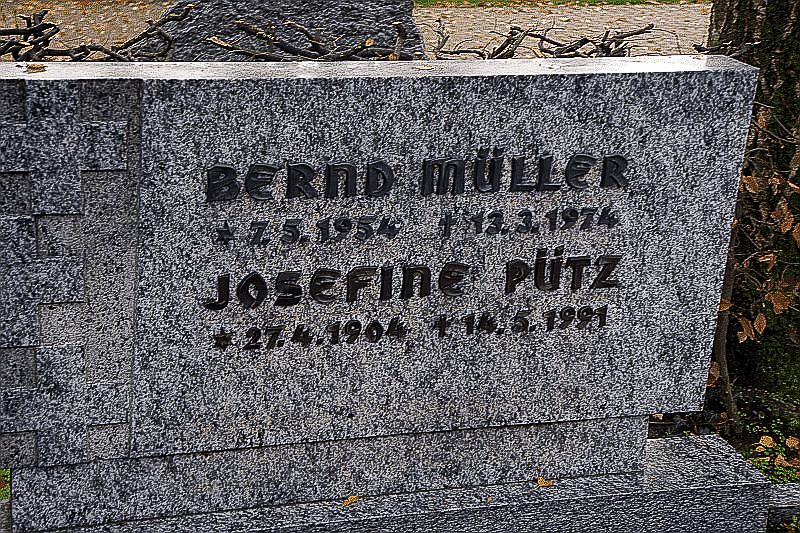 BERND MÜLLER
* 7.5.1954 † 13.3.1974
JOSEFINE PÜTZ
* 27.4.1904 † 14.5.1991